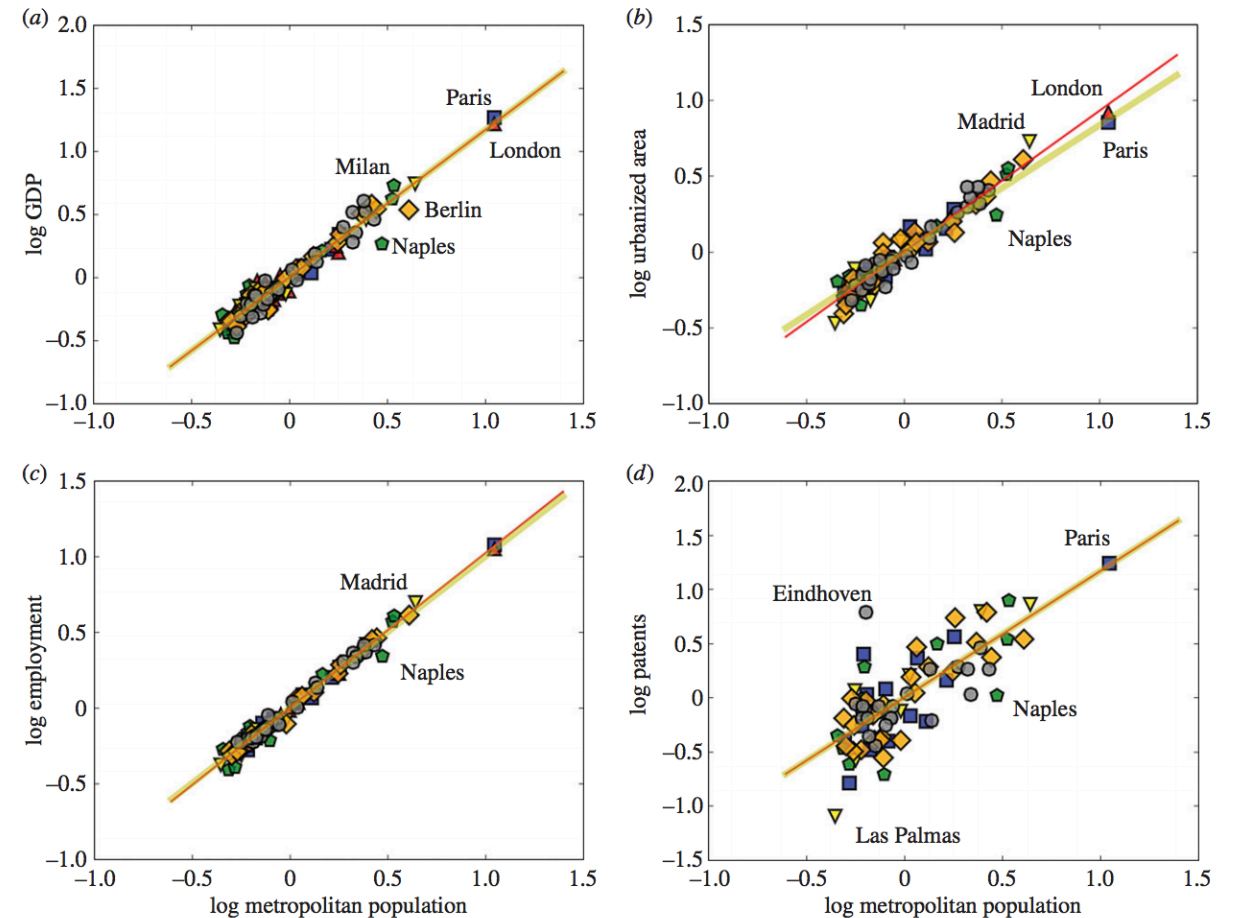 (a)
2.0
1.5
1.0
0.5
0
−0.5
−1.0
log GDP
Paris
London
Milan
Berlin
Naples
−1.0 −0.5 0 0.5 1.0 1.5
(b)
1.5
1.0
0.5
0
−0.5
−1.0
log urbanized area
London
Madrid
Paris
Naples
−1.0 −0.5 0 0.5 1.0 1.5
(c)
1.5
1.0
0.5
0
−0.5
−1.0
log employment
Madrid
Naples
−1.0 −0.5 0 0.5 1.0 1.5
log metropolitan population
(d)
2.0
1.5
1.0
0.5
0
−0.5
−1.0
−1.5
log patents
Paris
Eindhoven
Naples
Las Palmas
−1.0 −0.5 0 0.5 1.0 1.5
log metropolitan population